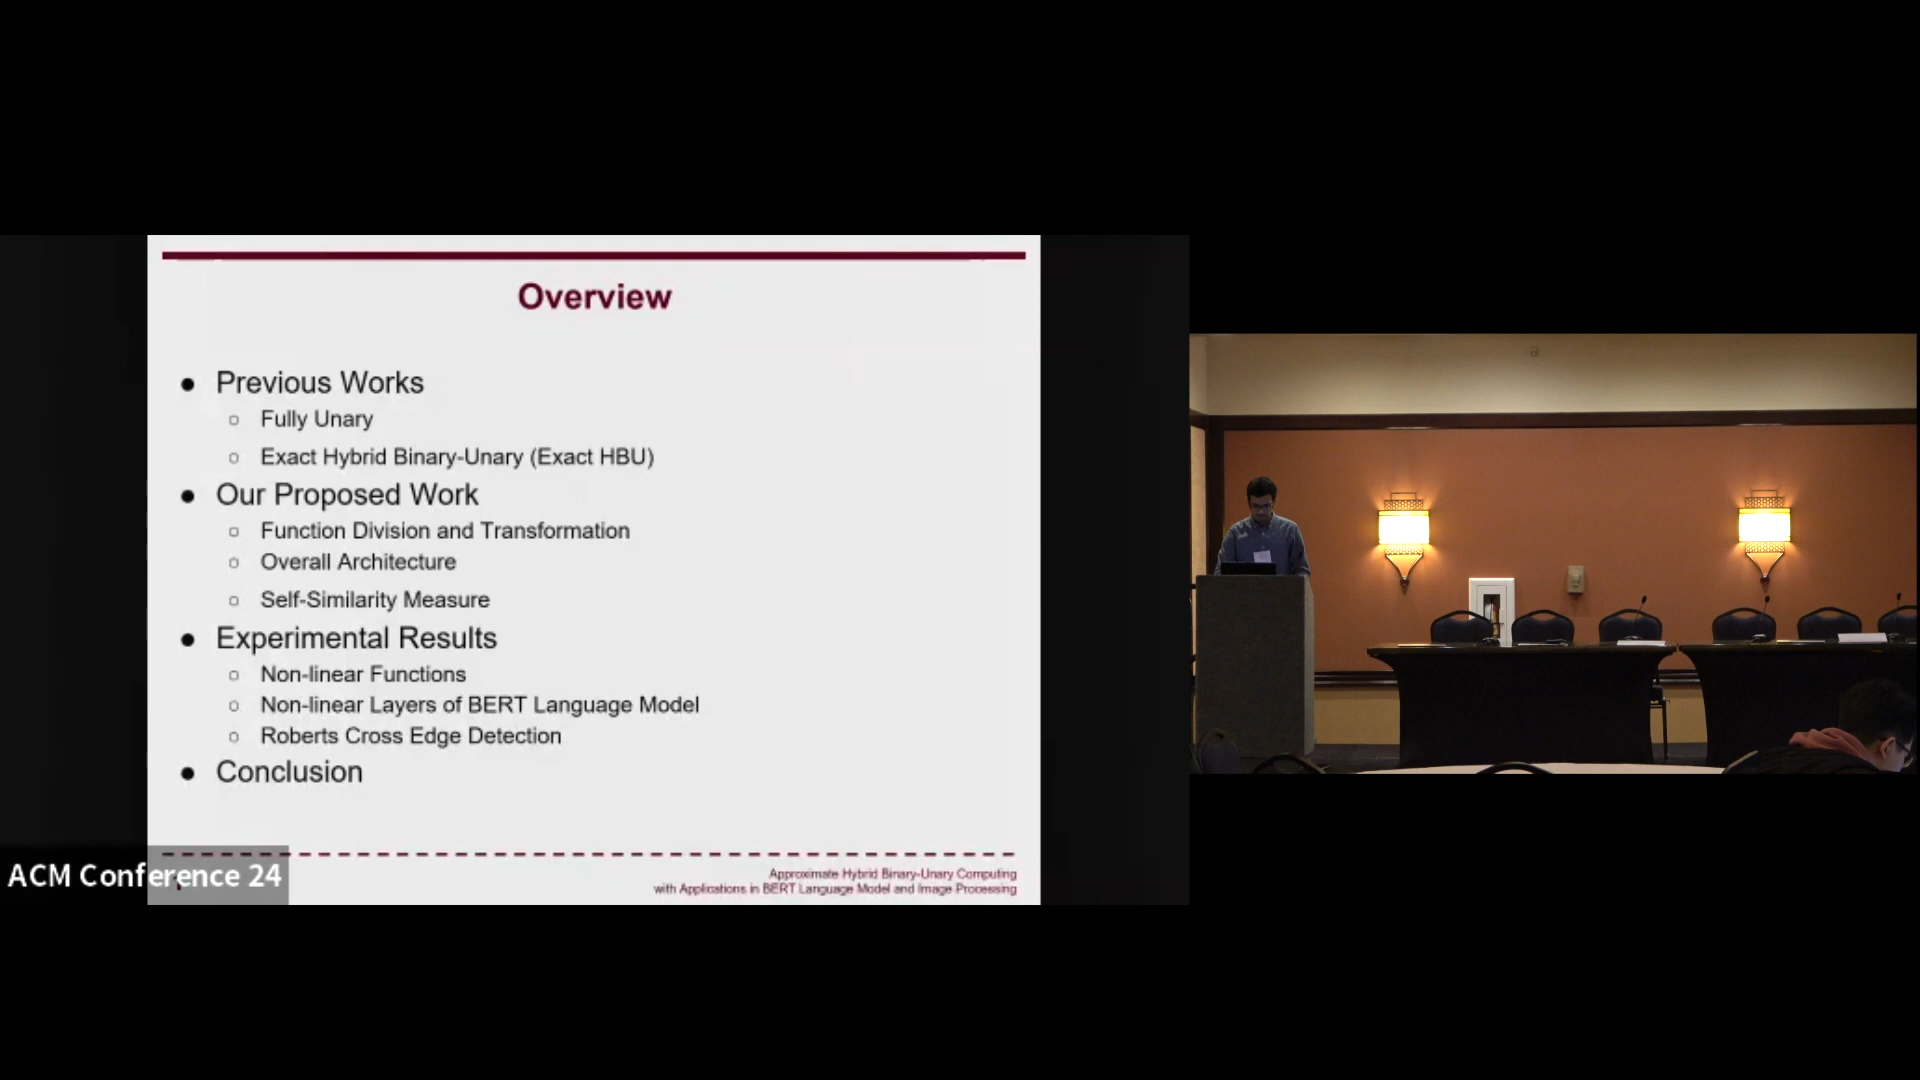 Overview
● Previous Works
○ Fully Unary
○ Exact Hybrid Binary-Unary (Exact HBU)
● Our Proposed Work
○ Function Division and Transformation
○ Overall Architecture
○ Self-Similarity Measure
● Experimental Results
○ Non-linear Functions
○ Non-linear Layers of BERT Language Model
○ Roberts Cross Edge Detection
● Conclusion
ACM Conference 24
Approximate Hybrid Binary-Unary Computing
with Applications in BERT Language Model and Image Processing